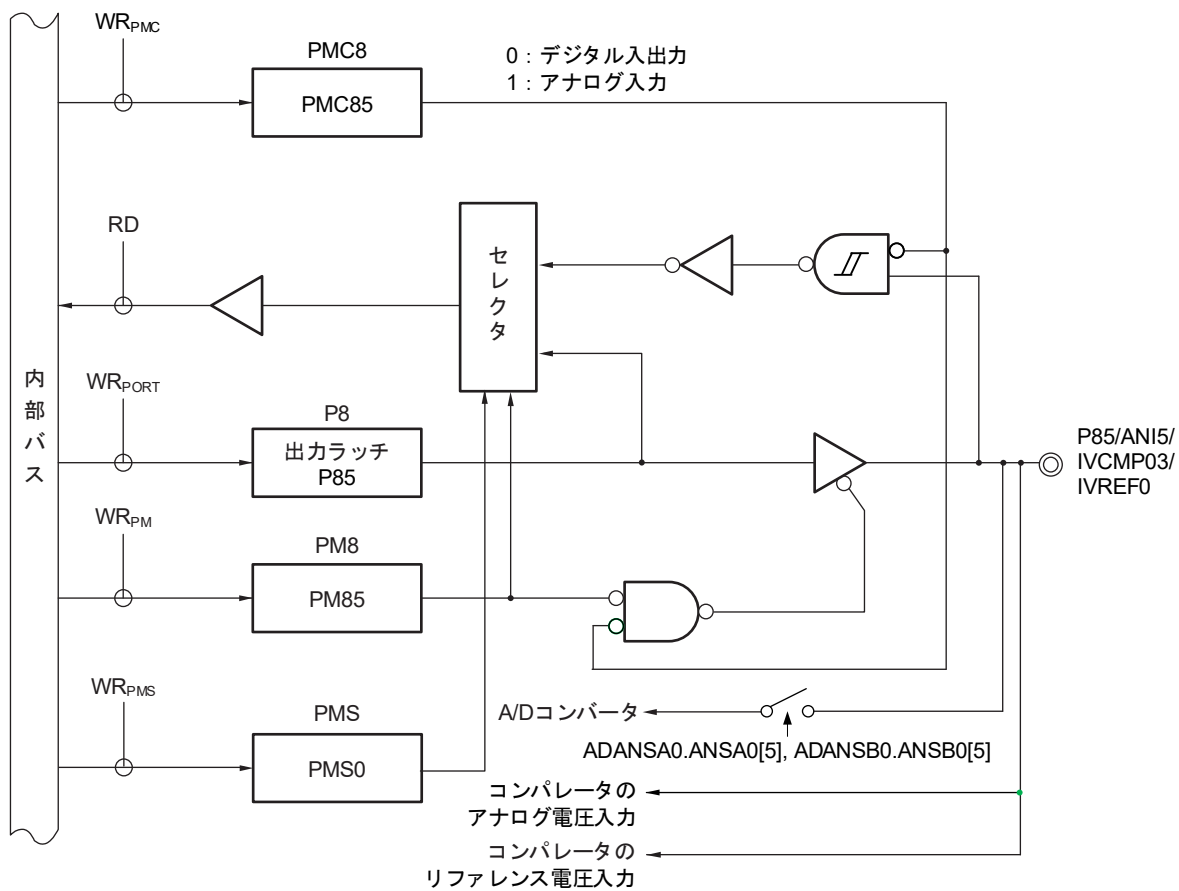 WRPMC
PMC8
PMC85
0：デジタル入出力
1：アナログ入力
RD
セレクタ
内部バス
WRPORT
P8
出力ラッチ
P85
P85/ANI5/
IVCMP03/
IVREF0
WRPM
PM8
PM85
WRPMS
PMS
PMS0
A/Dコンバータ
ADANSA0.ANSA0[5], ADANSB0.ANSB0[5]
コンパレータの
アナログ電圧入力
コンパレータの
リファレンス電圧入力